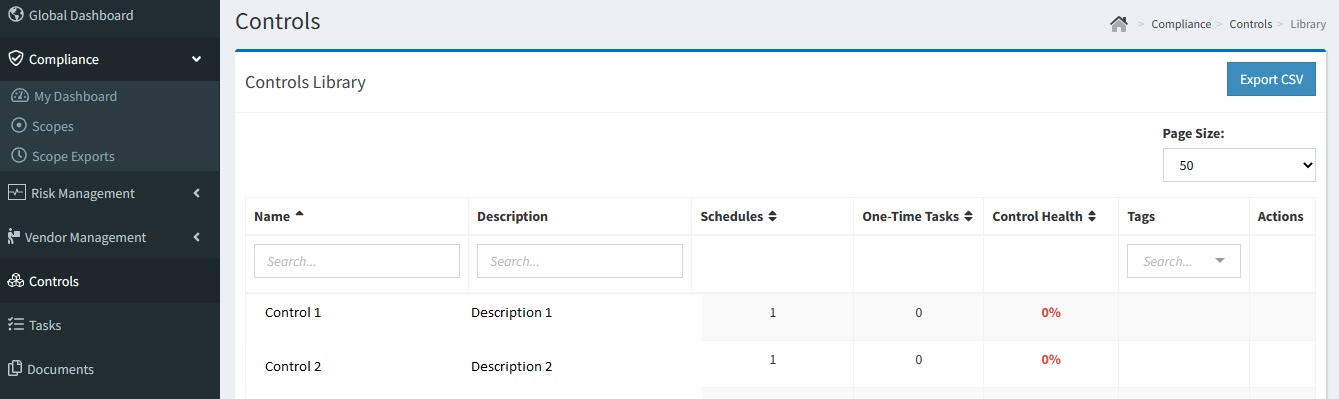 Global Dashboard
Compliance
My Dashboard
Scopes
Scope Exports
Risk Management
Vendor Management
Controls
Tasks
Documents
Controls
> Compliance > Controls > Library
Controls Library
Export CSV
Page Size:
50
Name Description Schedules One-Time Tasks Control Health Tags Actions
Search... Search... Search...
Control 1 Description 1 1 0 0%
Control 2 Description 2 1 0 0%